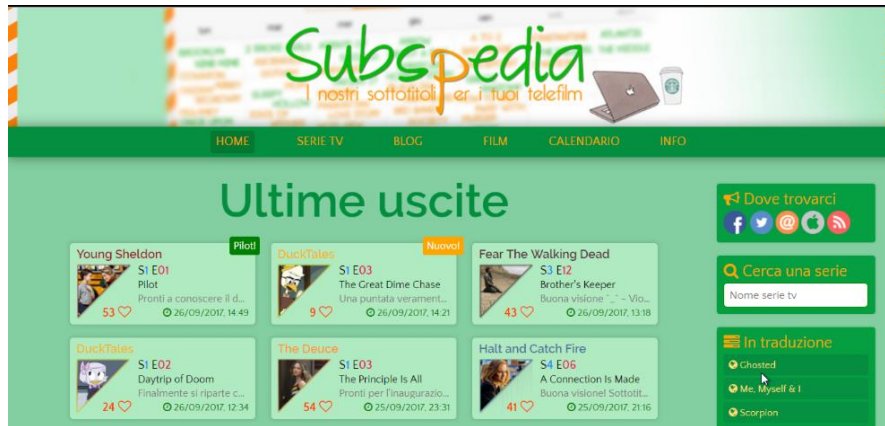 Subspedia
I nostri sottotitoli per i tuoi telefilm
HOME SERIE TV BLOG FILM CALENDARIO INFO
Ultime uscite
Young Sheldon
Pilot!
S1 E01
Pilot
Pronti a conoscere il d...
53
26/09/2017, 14:49
DuckTales
Nuovo!
S1 E03
The Great Dime Chase
Una puntata verament...
9
26/09/2017, 14:21
Fear The Walking Dead
S3 E12
Brother's Keeper
Buona visione ^_^ – Vio...
43
26/09/2017, 13:18
DuckTales
S1 E02
Daytrip of Doom
Finalmente si riparte c...
24
26/09/2017, 12:34
The Deuce
S1 E03
The Principle Is All
Pronti per l'inaugurazio...
54
25/09/2017, 23:31
Halt and Catch Fire
S4 E06
A Connection Is Made
Buona visione! Sottotit...
41
25/09/2017, 21:16
Dove trovarci
Cerca una serie
Nome serie tv
In traduzione
Ghosted
Me, Myself & I
Scorpion